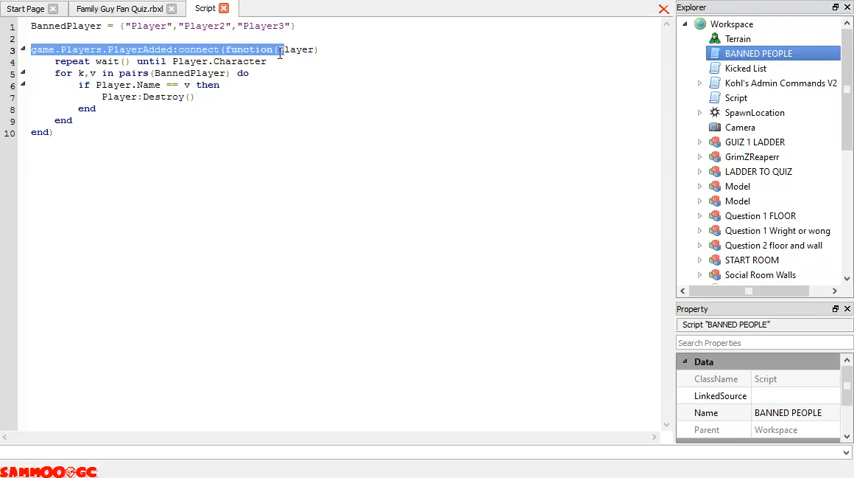 Start Page
Family Guy Fan Quiz.rbxl
Script
1 BannedPlayer = {"Player","Player2","Player3"}
2
3 game.Players.PlayerAdded:connect(function(Player)
4 repeat wait() until Player.Character
5 for k,v in pairs(BannedPlayer) do
6 if Player.Name == v then
7 Player:Destroy()
8 end
9 end
10 end)
Explorer
Workspace
Terrain
BANNED PEOPLE
Kicked List
Kohl's Admin Commands V2
Script
SpawnLocation
Camera
GUIZ 1 LADDER
GrimZReaperr
LADDER TO QUIZ
Model
Model
Question 1 FLOOR
Question 1 Wright or wong
Question 2 floor and wall
START ROOM
Social Room Walls
Property
Script "BANNED PEOPLE"
Search Properties
Data
ClassName Script
LinkedSource
Name BANNED PEOPLE
Parent Workspace
SAMMOO GC